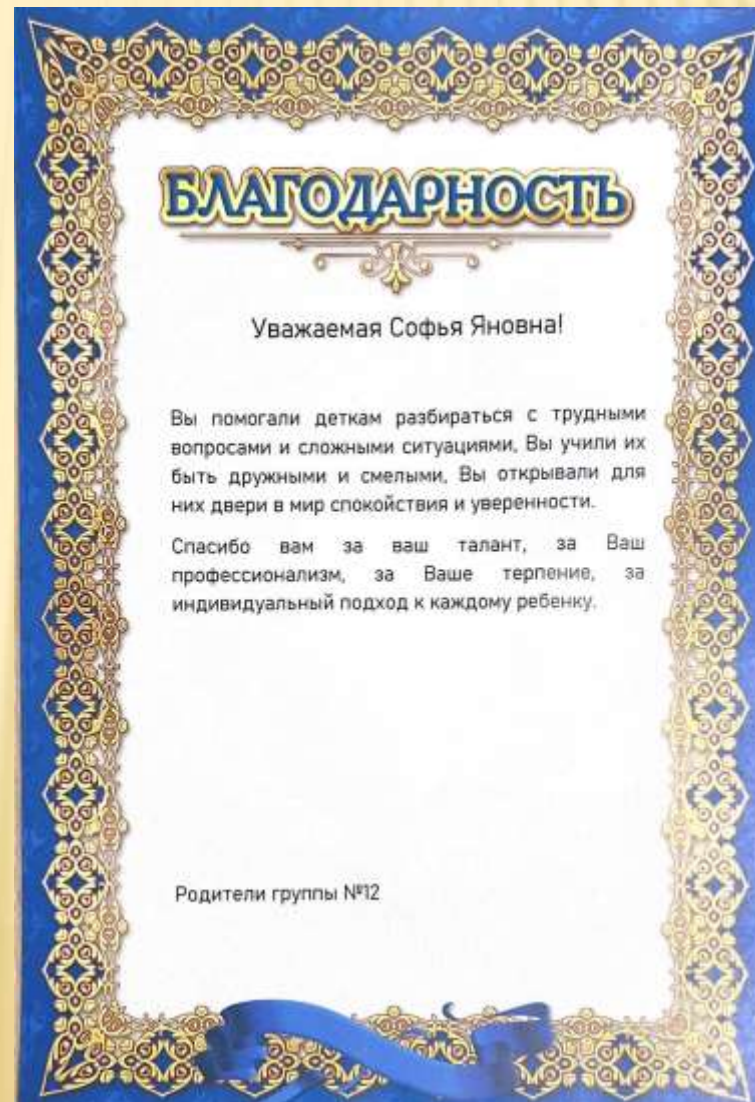 БЛАГОДАРНОСТЬ
Уважаемая Софья Яновна!
Вы помогали деткам разбираться с трудными
вопросами и сложными ситуациями, Вы учили их
быть дружными и смелыми, Вы открывали для
них двери в мир спокойствия и уверенности.
Спасибо вам за ваш талант, за Ваш
профессионализм, за Ваше терпение, за
индивидуальный подход к каждому ребенку.
Родители группы №12